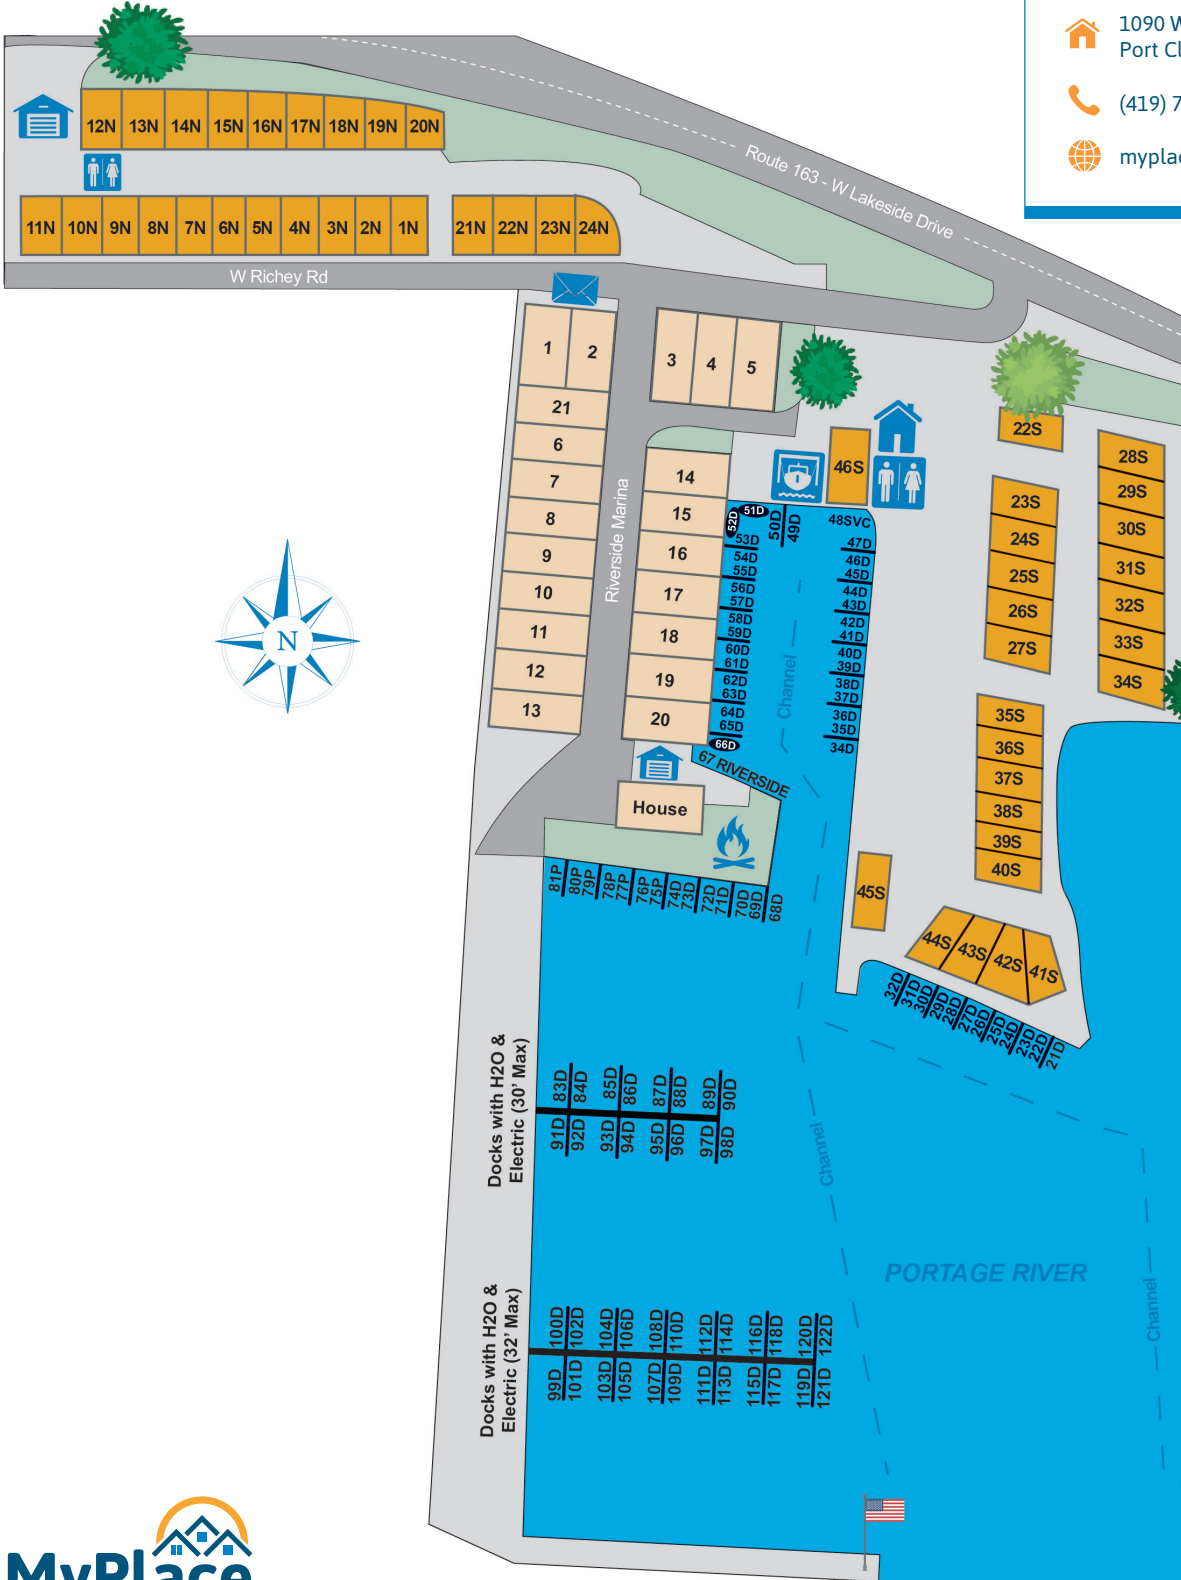 1090 W
Port Cl
(419) 7
mypla
Route 163 - W Lakeside Drive
12N 13N 14N 15N 16N 17N 18N 19N 20N
11N 10N 9N 8N 7N 6N 5N 4N 3N 2N 1N 21N 22N 23N 24N
W Richey Rd
1 2 3 4 5
21
6
7
8
9
10
11
12
13
Riverside Marina
14
15
16
17
18
19
20
House
46S
22S
23S
24S
25S
26S
27S
28S
29S
30S
31S
32S
33S
34S
35S
36S
37S
38S
39S
40S
45S
44S 43S 42S 41S
52D 51D 50D 49D 48SVC
53D
54D
55D
56D
57D
58D
59D
60D
61D
62D
63D
64D
65D
66D
67 RIVERSIDE
47D
46D
45D
44D
43D
42D
41D
40D
39D
38D
37D
36D
35D
34D
Channel
N
81P 80P 79P 78P 77P 76P 75P 74D 73D 72D 71D 70D 69D 68D
32D 31D 30D 29D 28D 27D 26D 25D 24D 23D 22D 21D
Docks with H2O &
Electric (30' Max)
83D 84D 85D 86D 87D 88D 89D 90D
91D 92D 93D 94D 95D 96D 97D 98D
Channel
PORTAGE RIVER
Channel
Docks with H2O &
Electric (32' Max)
100D 102D 104D 106D 108D 110D 112D 114D 116D 118D 120D 122D
99D 101D 103D 105D 107D 109D 111D 113D 115D 117D 119D 121D
MyPlace